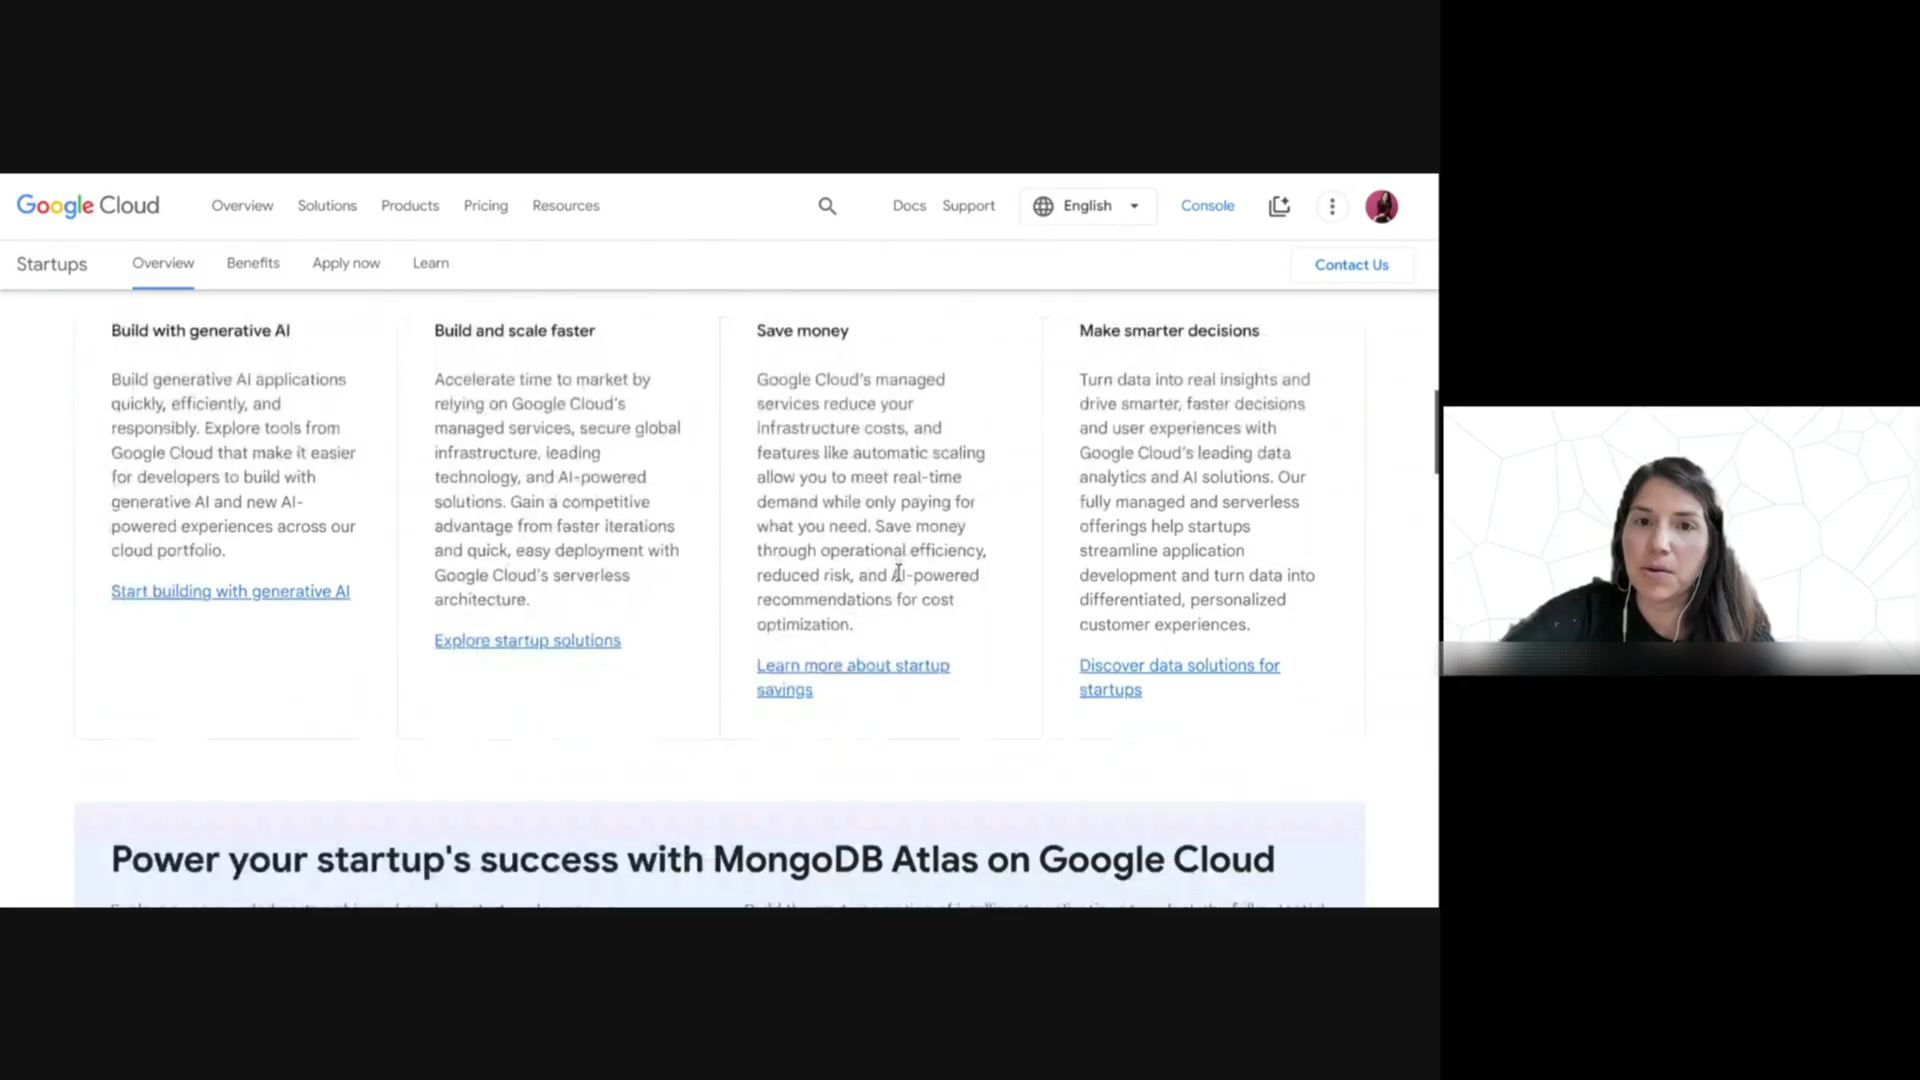 Google Cloud
Overview
Solutions
Products
Pricing
Resources
Docs
Support
English
Console
Startups
Overview
Benefits
Apply now
Learn
Contact Us
Build with generative AI
Build generative AI applications
quickly, efficiently, and
responsibly. Explore tools from
Google Cloud that make it easier
for developers to build with
generative AI and new AI-
powered experiences across our
cloud portfolio.
Start building with generative AI
Build and scale faster
Accelerate time to market by
relying on Google Cloud's
managed services, secure global
infrastructure, leading
technology, and AI-powered
solutions. Gain a competitive
advantage from faster iterations
and quick, easy deployment with
Google Cloud's serverless
architecture.
Explore startup solutions
Save money
Google Cloud's managed
services reduce your
infrastructure costs, and
features like automatic scaling
allow you to meet real-time
demand while only paying for
what you need. Save money
through operational efficiency,
reduced risk, and AI-powered
recommendations for cost
optimization.
Learn more about startup
savings
Make smarter decisions
Turn data into real insights and
drive smarter, faster decisions
and user experiences with
Google Cloud's leading data
analytics and AI solutions. Our
fully managed and serverless
offerings help startups
streamline application
development and turn data into
differentiated, personalized
customer experiences.
Discover data solutions for
startups
Power your startup's success with MongoDB Atlas on Google Cloud